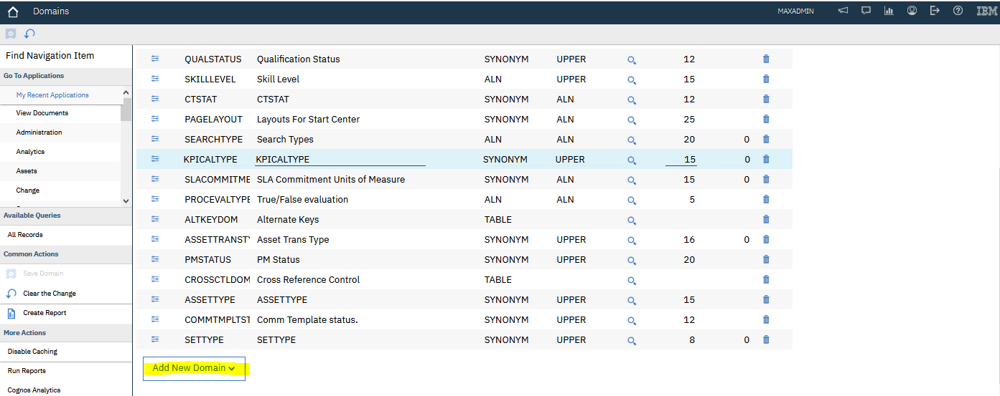 Domains
MAXADMIN
IBM
Find Navigation Item
Go To Applications
My Recent Applications
View Documents
Administration
Analytics
Assets
Change
Available Queries
All Records
Common Actions
Save Domain
Clear the Change
Create Report
More Actions
Disable Caching
Run Reports
Cognos Analytics
QUALSTATUS Qualification Status SYNONYM UPPER 12
SKILLLEVEL Skill Level ALN UPPER 15
CTSTAT CTSTAT SYNONYM ALN 12
PAGELAYOUT Layouts For Start Center SYNONYM ALN 25
SEARCHTYPE Search Types ALN ALN 20 0
KPICALTYPE KPICALTYPE SYNONYM UPPER 15 0
SLACOMMITME SLA Commitment Units of Measure SYNONYM ALN 15 0
PROCEVALTYPE True/False evaluation ALN ALN 5
ALTKEYDOM Alternate Keys TABLE
ASSETTRANSTY Asset Trans Type SYNONYM UPPER 16 0
PMSTATUS PM Status SYNONYM UPPER 20
CROSSCTLDOM Cross Reference Control TABLE
ASSETTYPE ASSETTYPE SYNONYM UPPER 15
COMMTMPLTST Comm Template status. SYNONYM UPPER 12
SETTYPE SETTYPE SYNONYM UPPER 8 0
Add New Domain